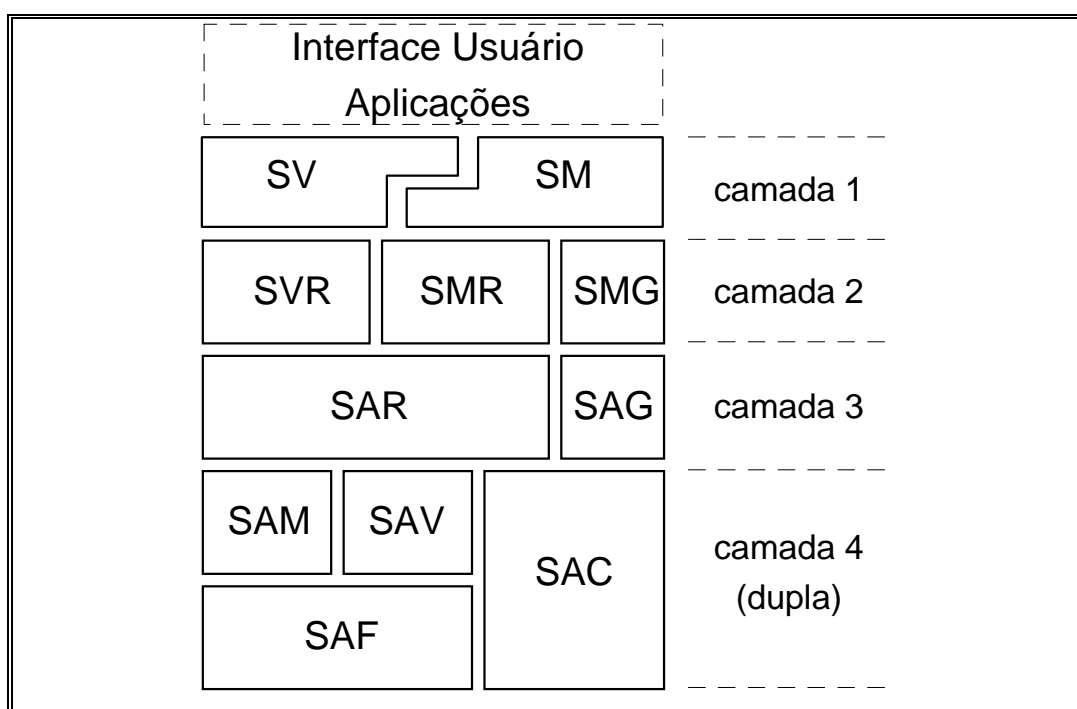 Interface Usuário
Aplicações
SV SM camada 1
SVR SMR SMG camada 2
SAR SAG camada 3
SAM SAV
SAC camada 4
(dupla)
SAF